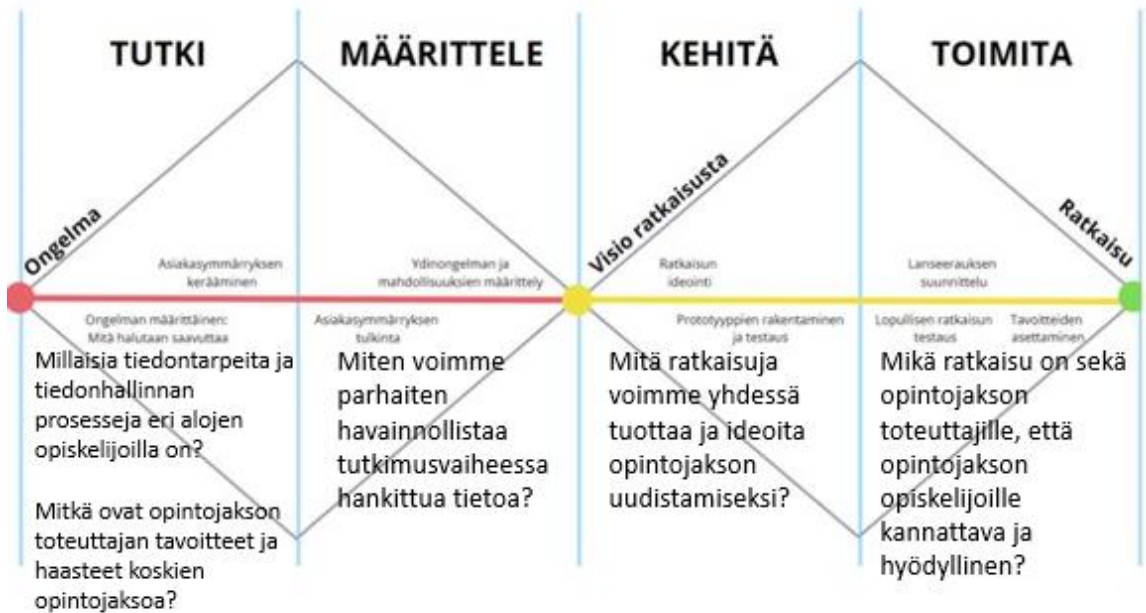 TUTKI
MÄÄRITTELE
KEHITÄ
TOIMITA
Ongelma
Visio ratkaisusta
Ratkaisu
Asiakasymmärryksen
kerääminen
Ydinongelman ja
mahdollisuuksien määrittely
Ratkaisun
ideointi
Lanseerauksen
suunnittelu
Ongelman määrittäinen:
Mitä halutaan saavuttaa
Asiakasymmärryksen
tulkinta
Prototyyppien rakentaminen
ja testaus
Lopullisen ratkaisun
testaus
Tavoitteiden
asettaminen
Millaisia tiedontarpeita ja
tiedonhallinnan
prosesseja eri alojen
opiskelijoilla on?
Mitkä ovat opintojakson
toteuttajan tavoitteet ja
haasteet koskien
opintojaksoa?
Miten voimme
parhaiten
havainnollistaa
tutkimusvaiheessa
hankittua tietoa?
Mitä ratkaisuja
voimme yhdessä
tuottaa ja ideoita
opintojakson
uudistamiseksi?
Mikä ratkaisu on sekä
opintojakson
toteuttajille, että
opintojakson
opiskelijoille
kannattava ja
hyödyllinen?